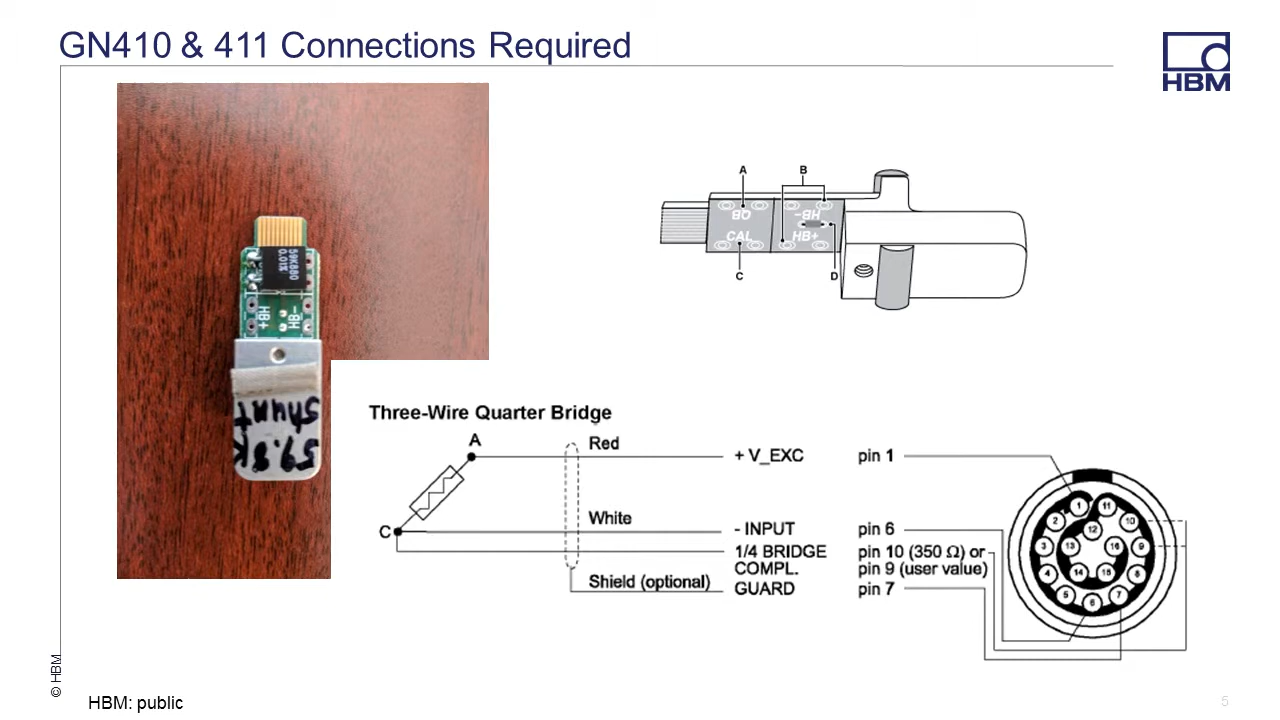 GN410 & 411 Connections Required
HBM
59K880
0.01%
HB+
HB-
Shunt
59.8K
A
B
QB
HB-
CAL
HB+
C
D
Three-Wire Quarter Bridge
A
Red
+ V_EXC
pin 1
C
White
- INPUT
pin 6
1/4 BRIDGE
COMPL.
pin 10 (350 Ω) or
pin 9 (user value)
Shield (optional)
GUARD
pin 7
1
11
2
10
12
3
13
16
9
4
14
15
8
5
6
7
© HBM
HBM: public
5